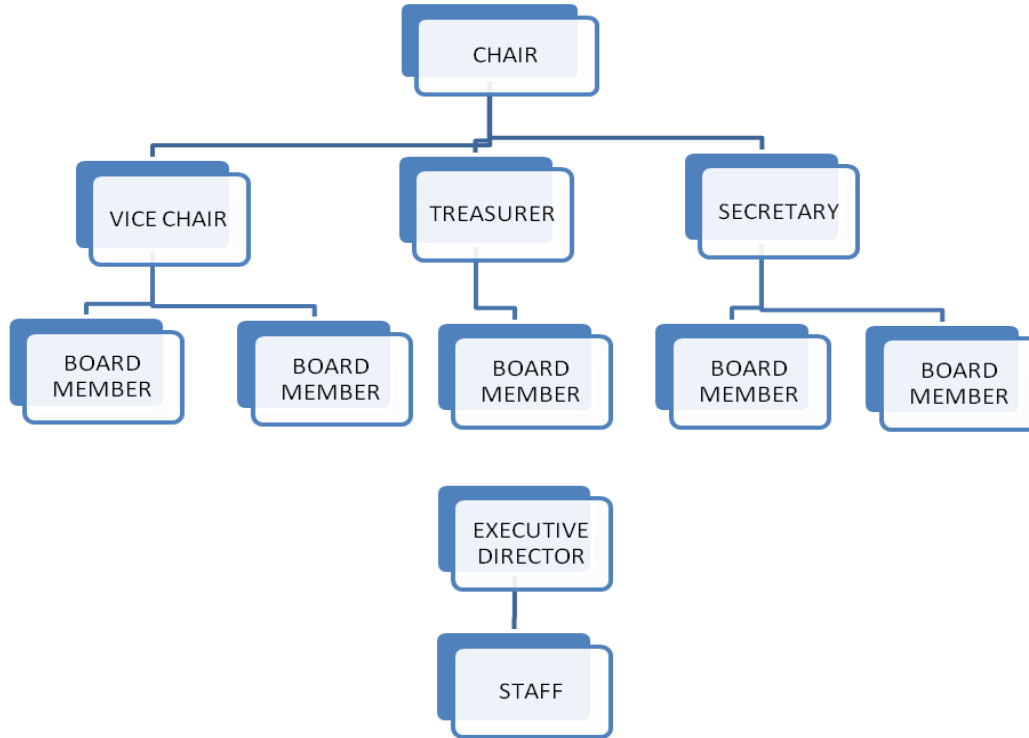 CHAIR
VICE CHAIR
TREASURER
SECRETARY
BOARD
MEMBER
BOARD
MEMBER
BOARD
MEMBER
BOARD
MEMBER
BOARD
MEMBER
EXECUTIVE
DIRECTOR
STAFF